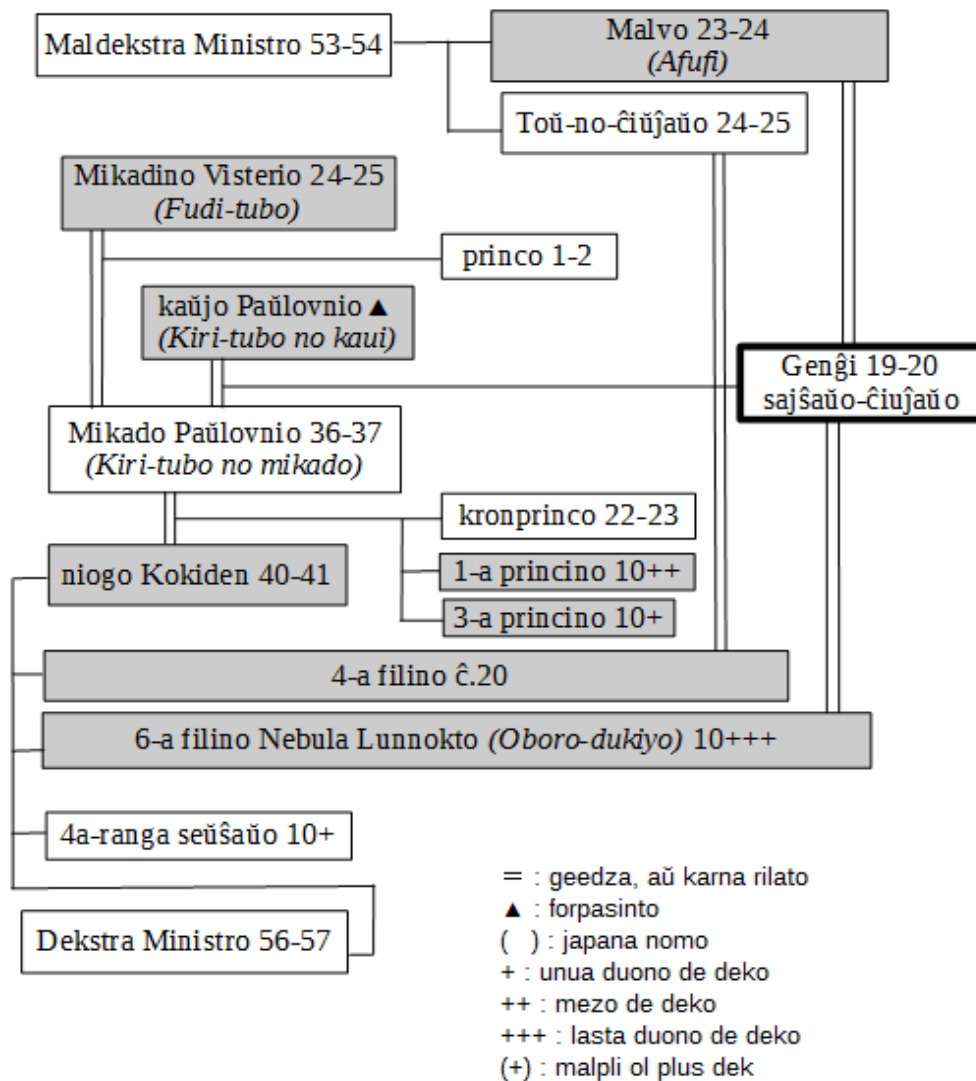 Maldekstra Ministro 53-54
Malvo 23-24
(Afufi)
Toŭ-no-ĉiŭĵaŭo 24-25
Mikadino Visterio 24-25
(Fudi-tubo)
princo 1-2
kaŭjo Paŭlovnio▲
(Kiri-tubo no kaui)
Genĝi 19-20
sajŝaŭo-ĉiuĵaŭo
Mikado Paŭlovnio 36-37
(Kiri-tubo no mikado)
kronprinco 22-23
niogo Kokiden 40-41
1-a princino 10++
3-a princino 10+
4-a filino ĉ.20
6-a filino Nebula Lunnokto (Oboro-dukiyo) 10+++
4a-ranga seŭŝaŭo 10+
Dekstra Ministro 56-57
= : geedza, aŭ karna rilato
▲ : forpasinto
( ) : japana nomo
+ : unua duono de deko
++ : mezo de deko
+++ : lasta duono de deko
(+) : malpli ol plus dek